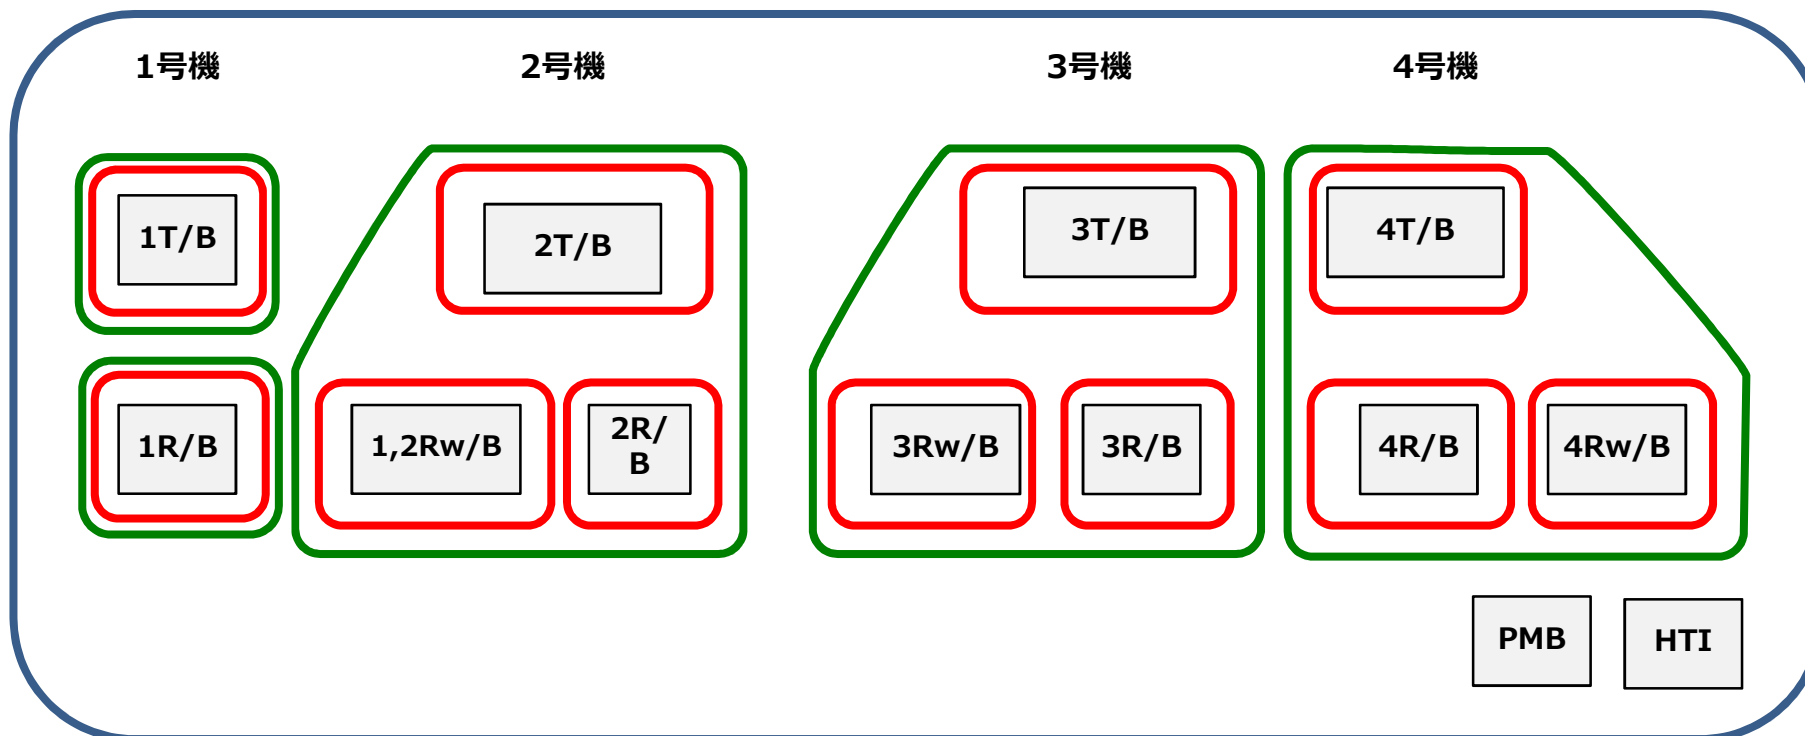 1号機
2号機
3号機
4号機
1T/B
2T/B
3T/B
4T/B
1R/B
1,2Rw/B
2R/
B
3Rw/B
3R/B
4R/B
4Rw/B
PMB
HTI